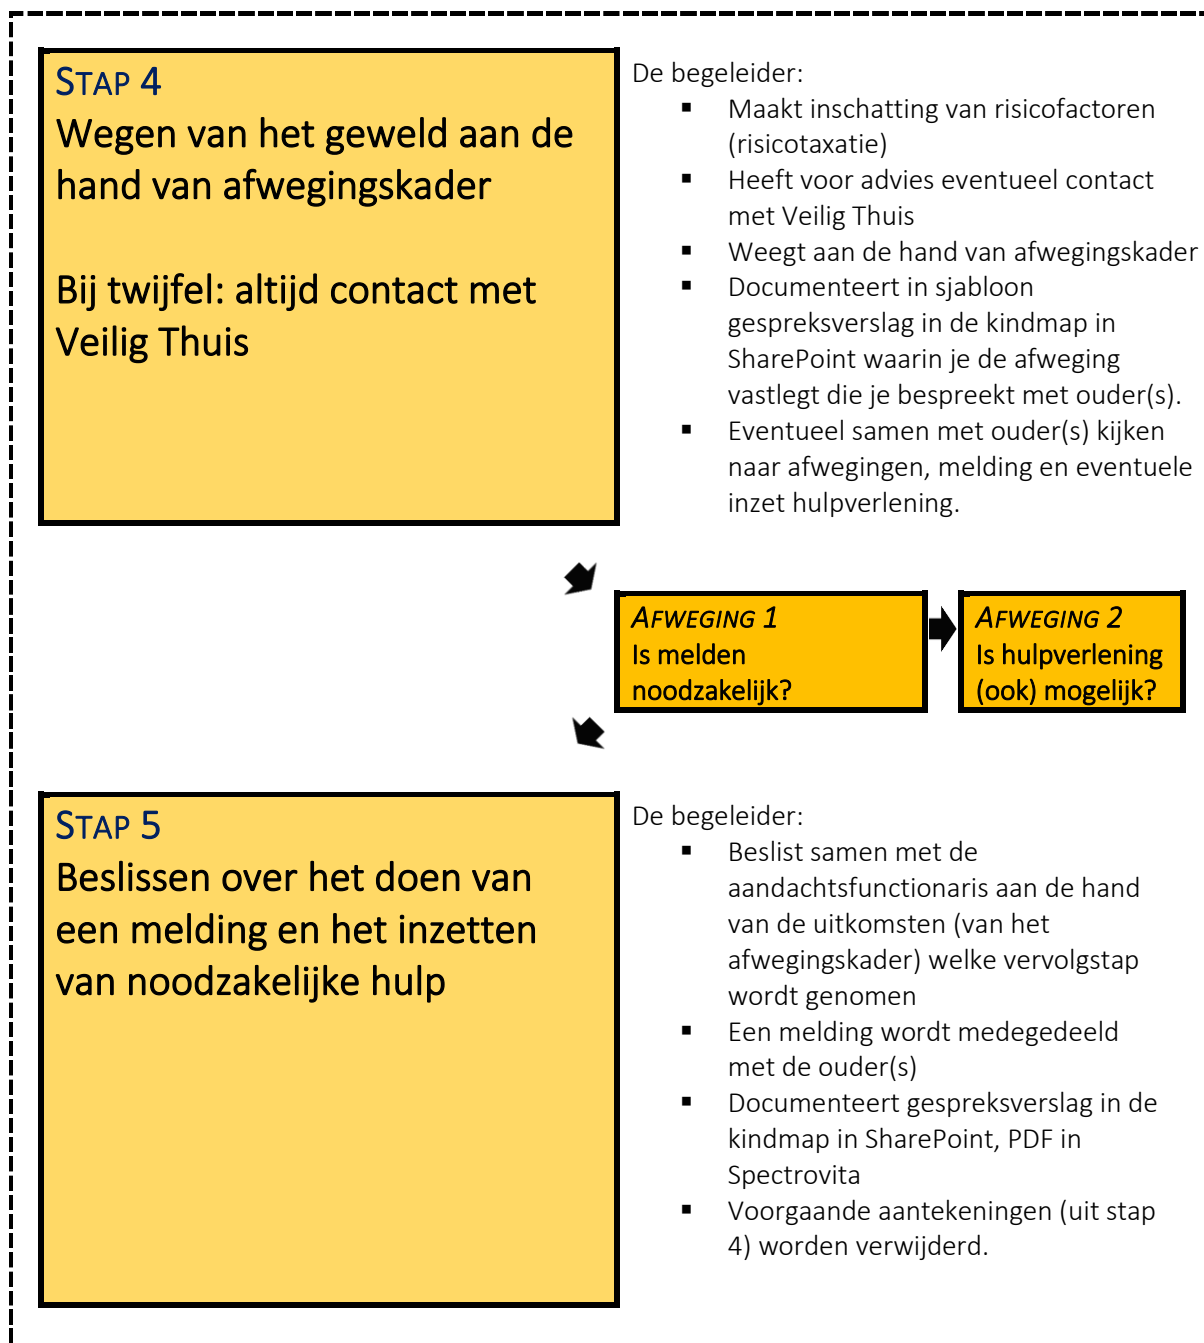 STAP 4
Wegen van het geweld aan de
hand van afwegingskader
Bij twijfel: altijd contact met
Veilig Thuis
De begeleider:
▪ Maakt inschatting van risicofactoren
(risicotaxatie)
▪ Heeft voor advies eventueel contact
met Veilig Thuis
▪ Weegt aan de hand van afwegingskader
▪ Documenteert in sjabloon
gespreksverslag in de kindmap in
SharePoint waarin je de afweging
vastlegt die je bespreekt met ouder(s).
▪ Eventueel samen met ouder(s) kijken
naar afwegingen, melding en eventuele
inzet hulpverlening.
AFWEGING 1
Is melden
noodzakelijk?
AFWEGING 2
Is hulpverlening
(ook) mogelijk?
STAP 5
Beslissen over het doen van
een melding en het inzetten
van noodzakelijke hulp
De begeleider:
▪ Beslist samen met de
aandachtsfunctionaris aan de hand
van de uitkomsten (van het
afwegingskader) welke vervolgstap
wordt genomen
▪ Een melding wordt medegedeeld
met de ouder(s)
▪ Documenteert gespreksverslag in de
kindmap in SharePoint, PDF in
Spectrovita
▪ Voorgaande aantekeningen (uit stap
4) worden verwijderd.